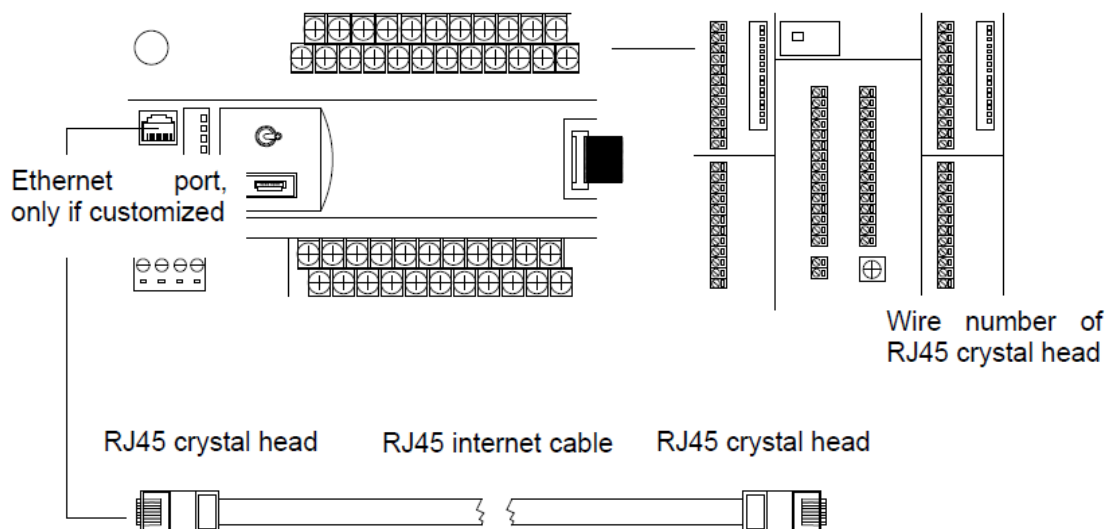 Ethernet port,
only if customized
Wire number of
RJ45 crystal head
RJ45 crystal head
RJ45 internet cable
RJ45 crystal head